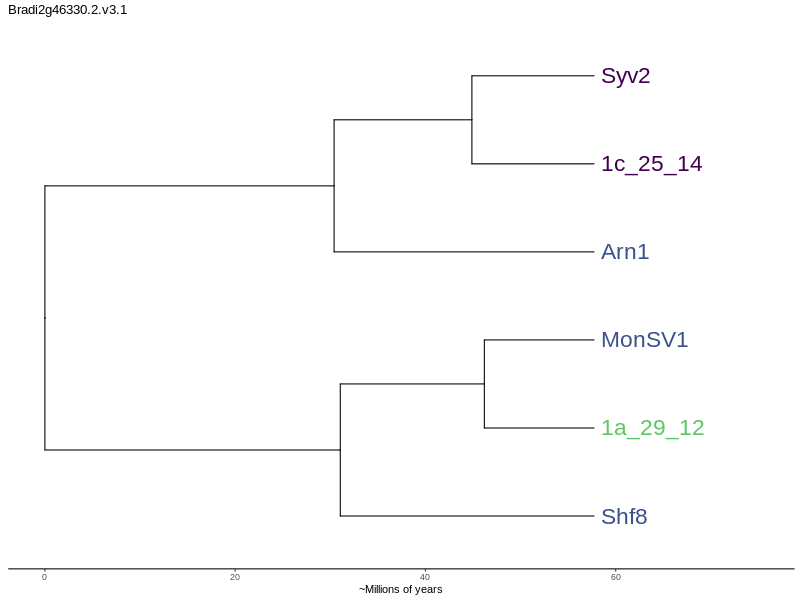 Bradi2g46330.2.v3.1
Syv2
1c_25_14
Arn1
MonSV1
1a_29_12
Shf8
0 20 40 60
~Millions of years